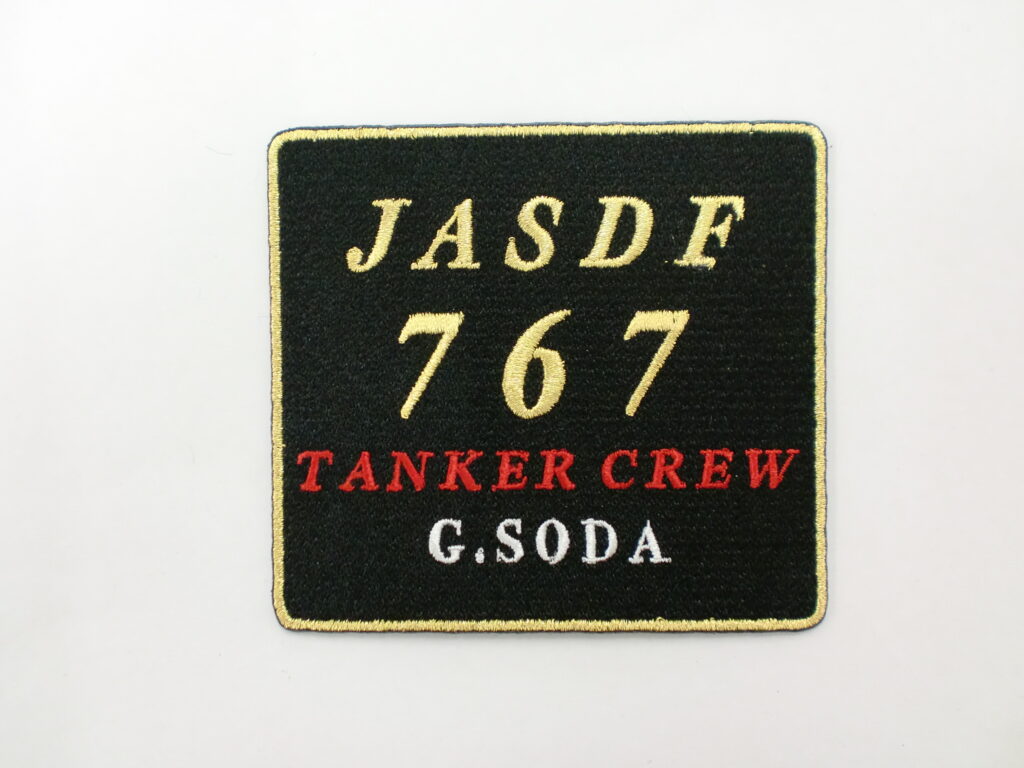 JASDF
767
TANKER CREW
G.SODA